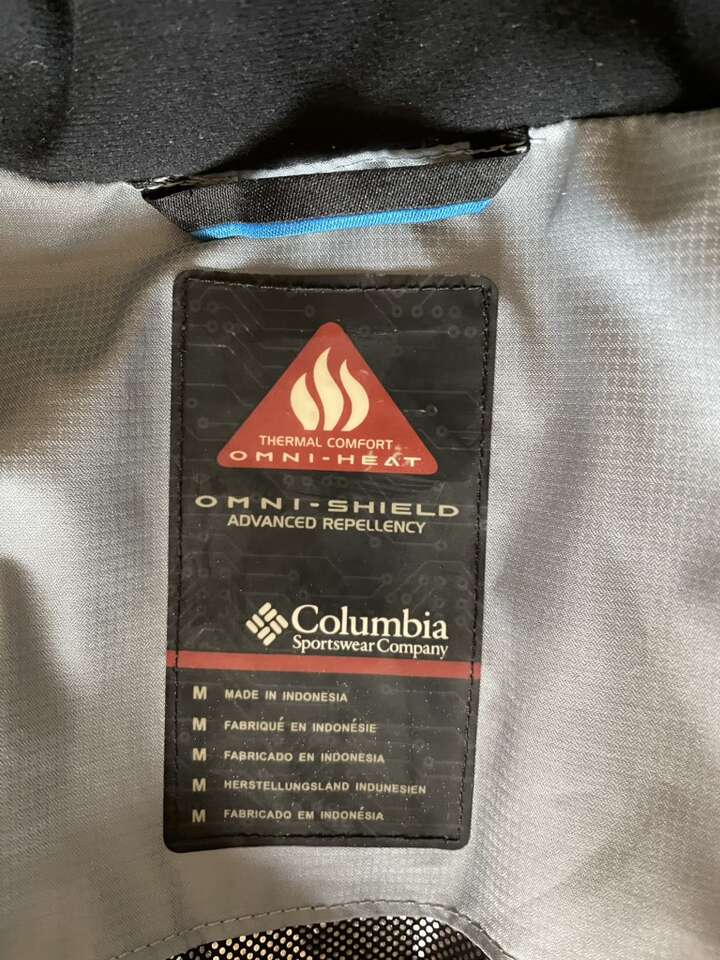 THERMAL COMFORT
OMNI-HEAT
OMNI-SHIELD
ADVANCED REPELLENCY
Columbia
Sportswear Company
M MADE IN INDONESIA
M FABRIQUÉ EN INDONÉSIE
M FABRICADO EN INDONESIA
M HERSTELLUNGSLAND INDUNESIEN
M FABRICADO EM INDONÉSIA